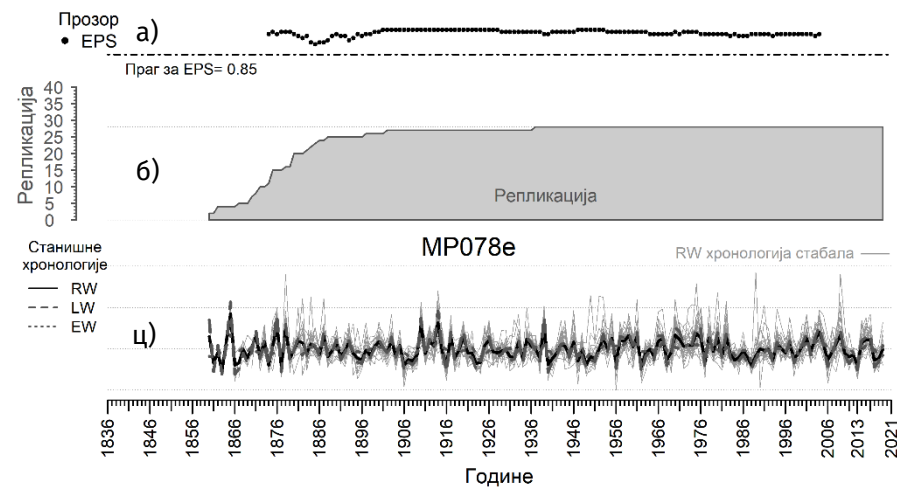 Прозор
EPS
а)
Праг за EPS= 0.85
Репликација
40
35
30
25
20
15
10
5
0
б)
Репликација
MP078e
Станишне
хронологије
RW
LW
EW
RW хронологија стабала
ц)
1836
1846
1856
1866
1876
1886
1896
1906
1916
1926
1936
1946
1956
1966
1976
1986
1996
2006
2013
2021
Године